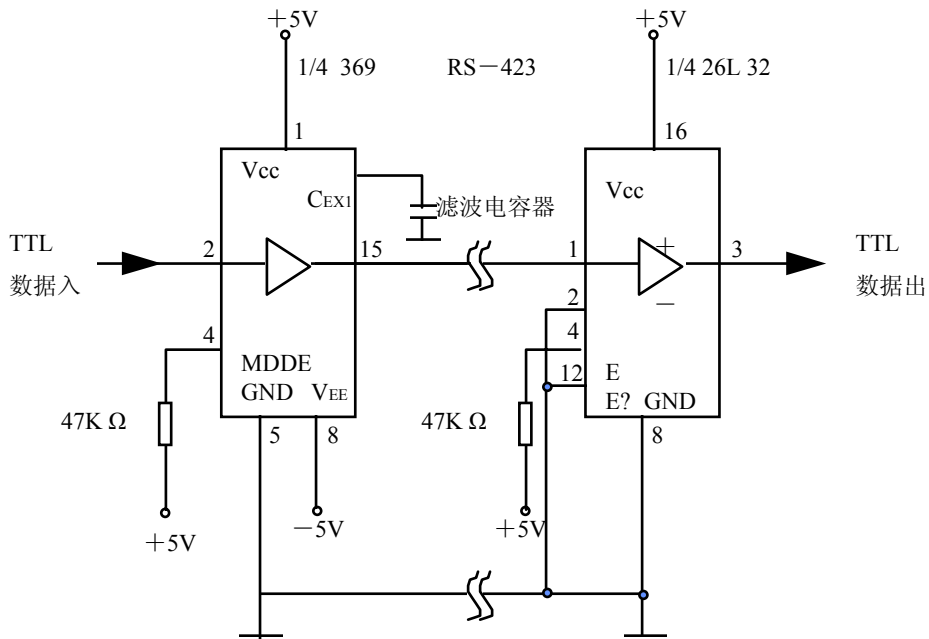 +5V
+5V
1/4 369
RS-423
1/4 26L 32
1
16
Vcc
CEX1
滤波电容器
Vcc
TTL
数据入
2
15
1
+
3
TTL
数据出
2
-
4
4
MDDE
GND VEE
12
E
E? GND
47K Ω
5
8
47K Ω
8
+5V
-5V
+5V